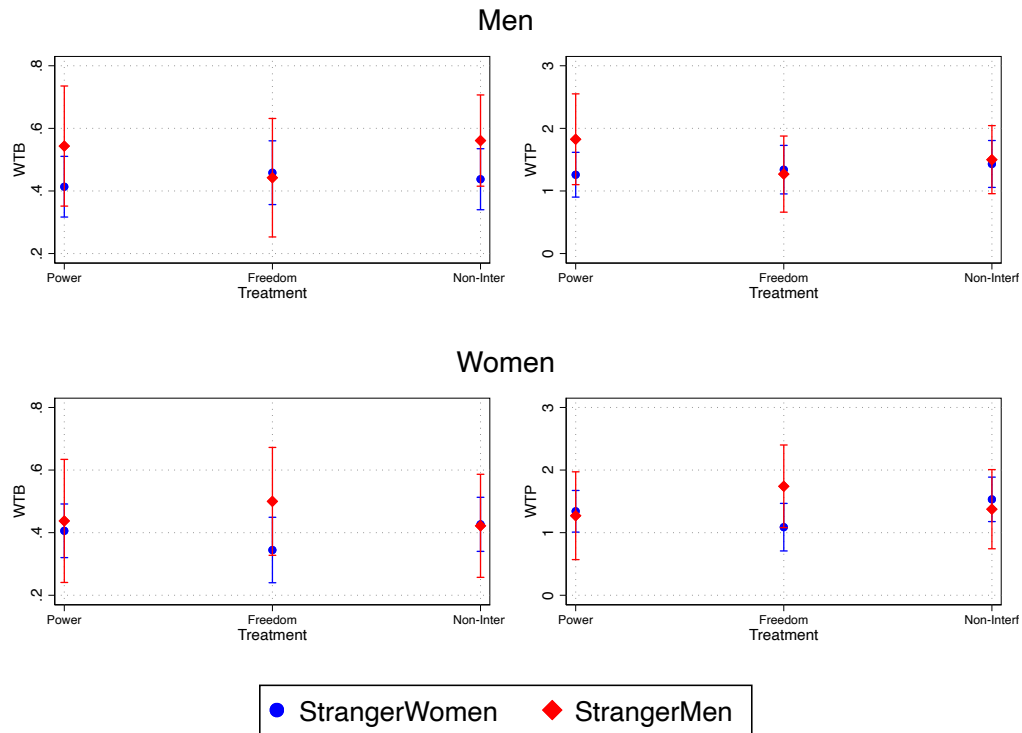 Men
.8
.6
.4
.2
WTB
Power
Freedom
Non-Inter
Treatment
3
2
1
0
WTP
Power
Freedom
Non-Interf
Treatment
Women
.8
.6
.4
.2
WTB
Power
Freedom
Non-Inter
Treatment
3
2
1
0
WTP
Power
Freedom
Non-Interf
Treatment
StrangerWomen
StrangerMen